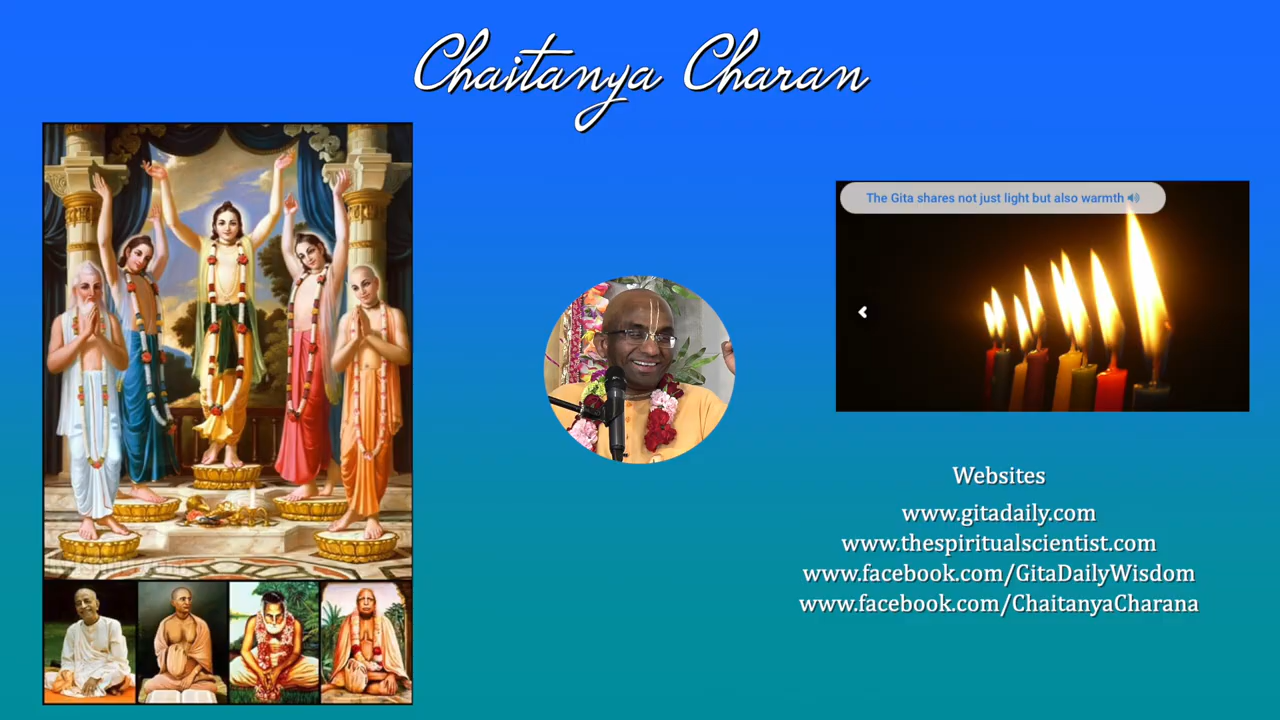 Chaitanya Charan
The Gita shares not just light but also warmth
Websites
www.gitadaily.com
www.thespiritualscientist.com
www.facebook.com/GitaDailyWisdom
www.facebook.com/ChaitanyaCharana